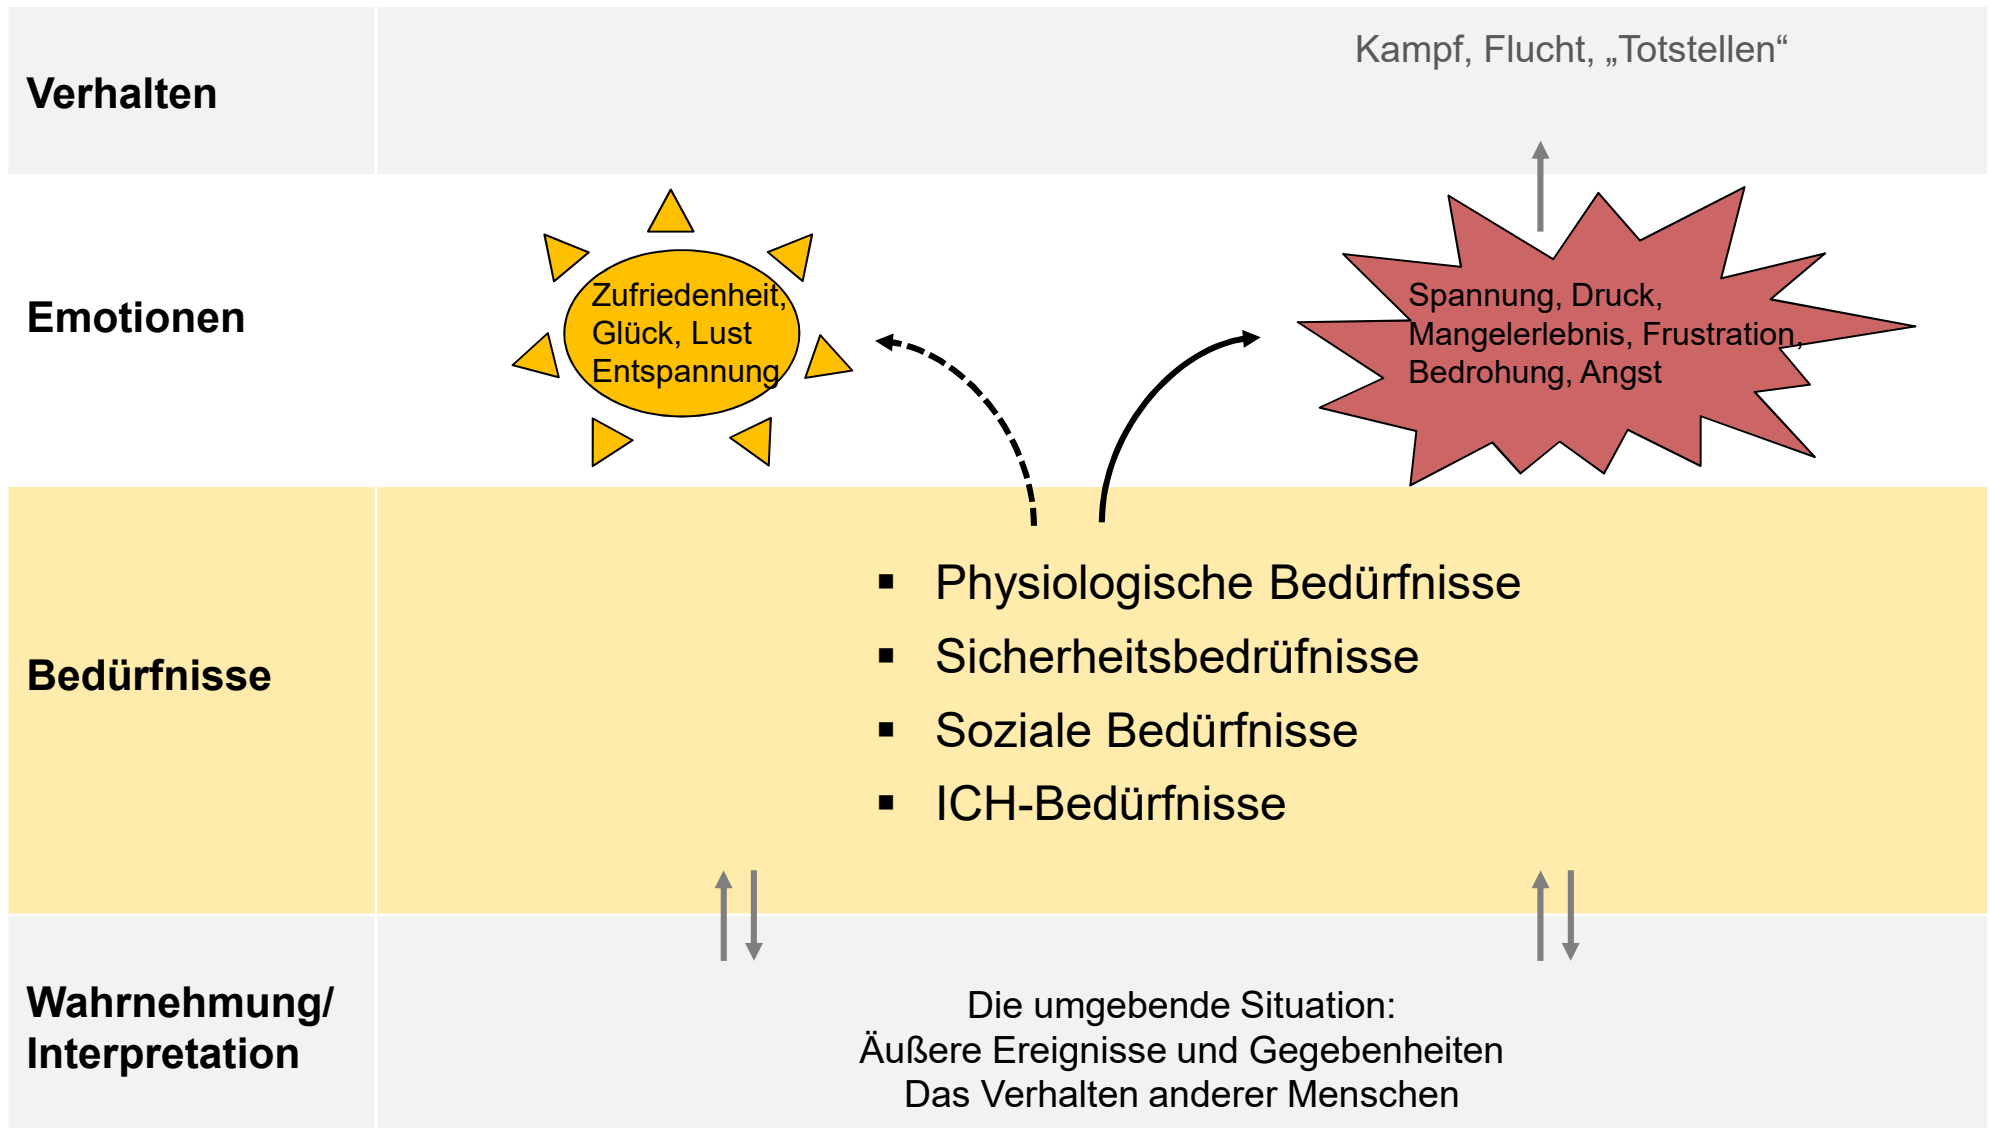 Verhalten
Kampf, Flucht, „Totstellen“
Emotionen
Zufriedenheit,
Glück, Lust
Entspannung
Spannung, Druck,
Mangelerlebnis, Frustration,
Bedrohung, Angst
Bedürfnisse
▪ Physiologische Bedürfnisse
▪ Sicherheitsbedrüfnisse
▪ Soziale Bedürfnisse
▪ ICH-Bedürfnisse
Wahrnehmung/
Interpretation
Die umgebende Situation:
Äußere Ereignisse und Gegebenheiten
Das Verhalten anderer Menschen